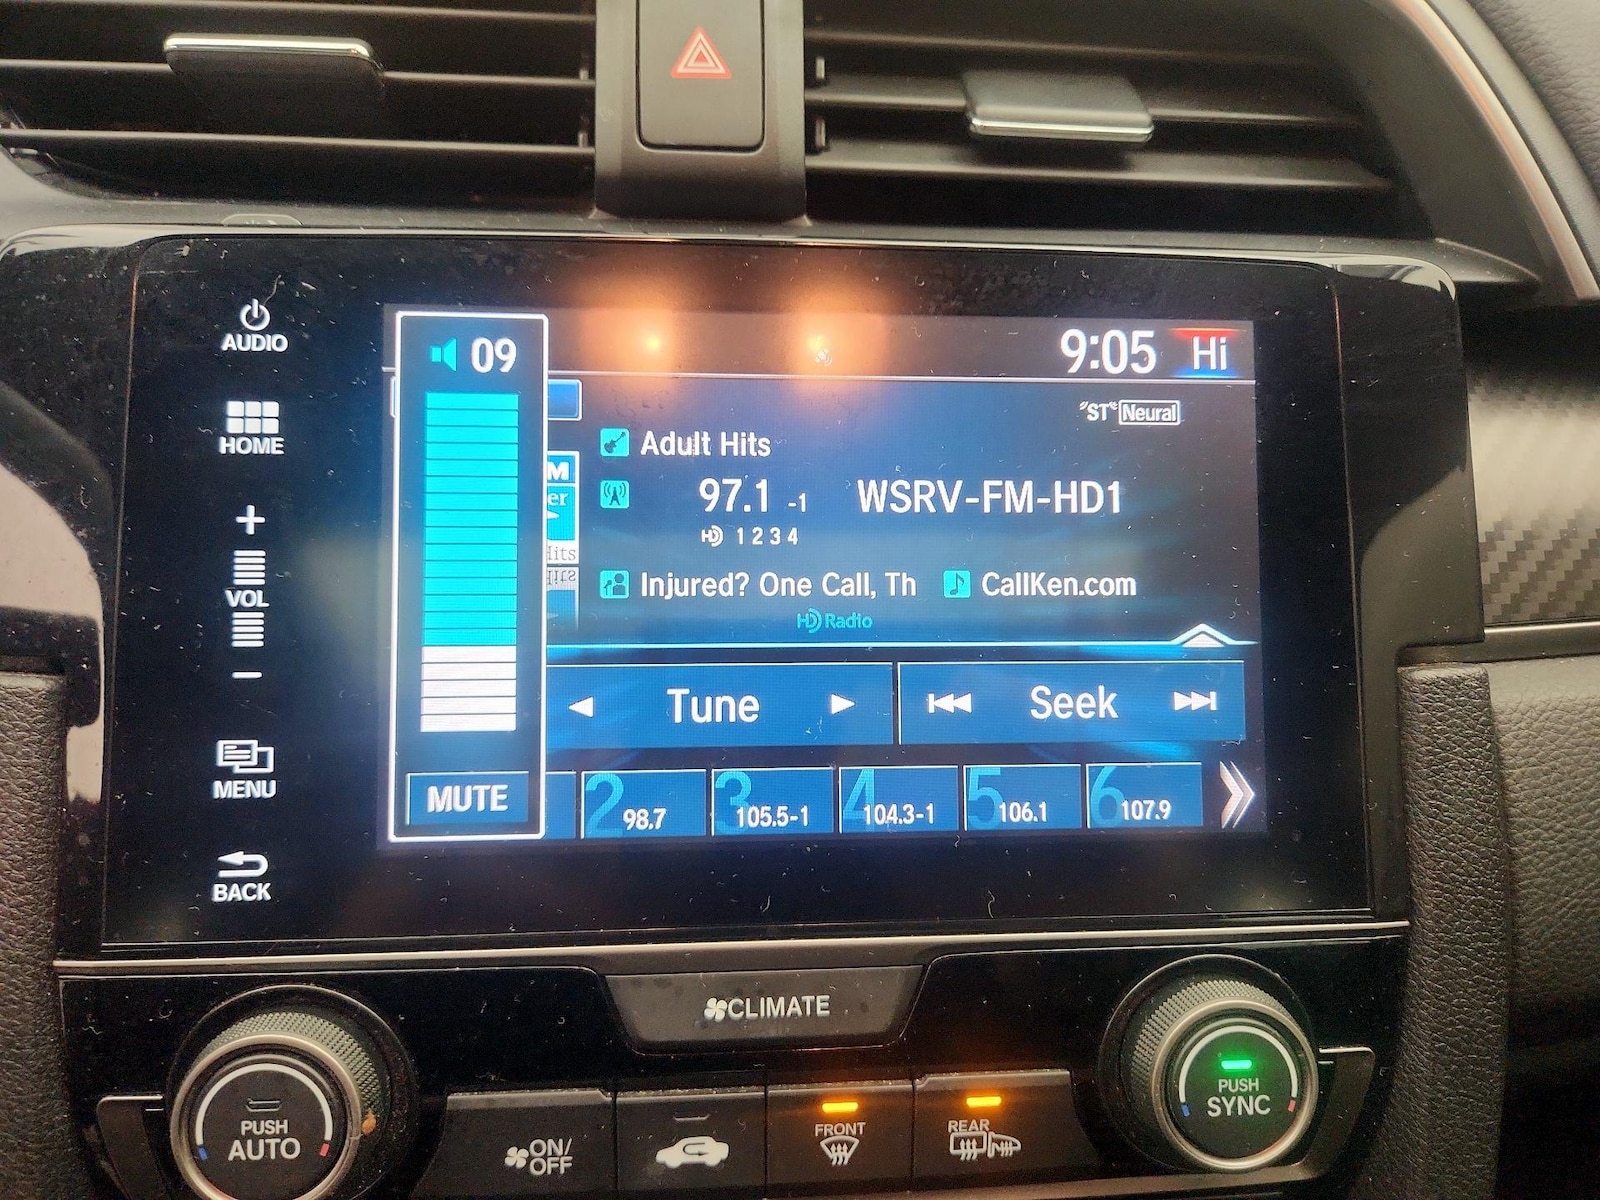 AUDIO
HOME
+
VOL
−
MENU
BACK
09
MUTE
9:05 Hi
"ST" Neural
Adult Hits
97.1 -1 WSRV-FM-HD1
HD 1 2 3 4
Injured? One Call, Th CallKen.com
HD Radio
M
er
Hits
Tune Seek
2 98.7
3 105.5-1
4 104.3-1
5 106.1
6 107.9
CLIMATE
PUSH
AUTO
ON/
OFF
FRONT
REAR
PUSH
SYNC